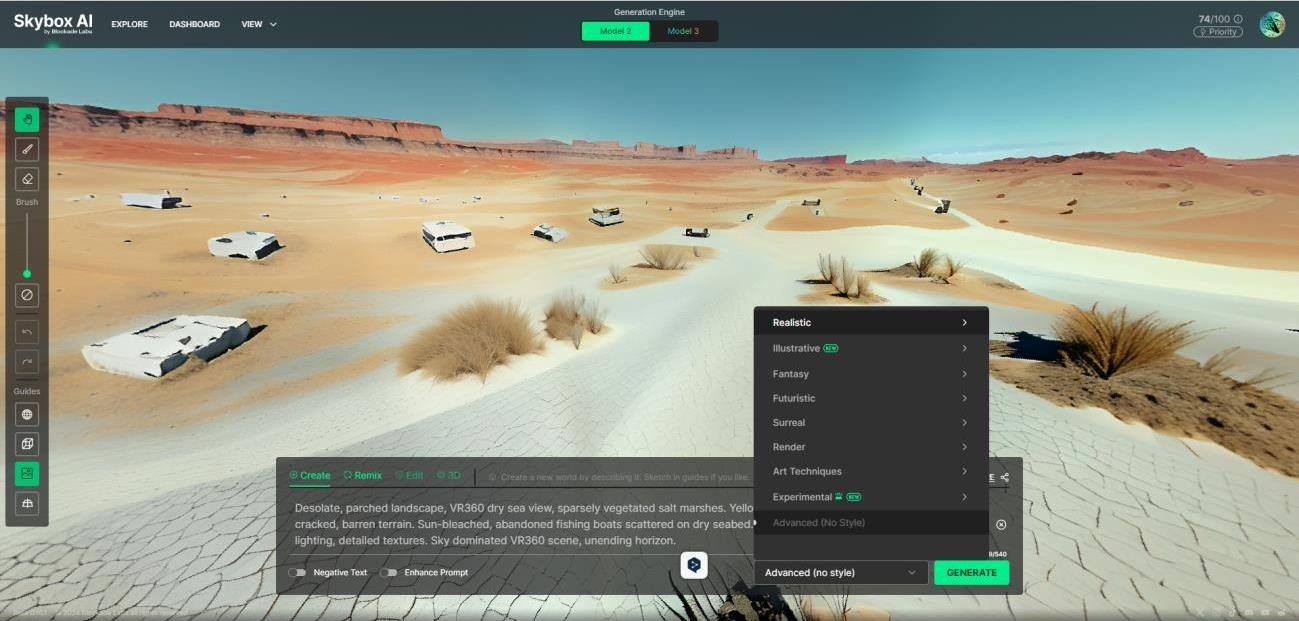 Skybox AI
by Blockade Labs
EXPLORE
DASHBOARD
VIEW
Generation Engine
Model 2
Model 3
74/100
Priority
Brush
Guides
Create
Remix
Edit
3D
Create a new world by describing it. Sketch in guides if you like.
Desolate, parched landscape, VR360 dry sea view, sparsely vegetated salt marshes. Yello
cracked, barren terrain. Sun-bleached, abandoned fishing boats scattered on dry seabed.
lighting, detailed textures. Sky dominated VR360 scene, unending horizon.
Negative Text
Enhance Prompt
Realistic
Illustrative NEW
Fantasy
Futuristic
Surreal
Render
Art Techniques
Experimental NEW
Advanced (No Style)
/540
Advanced (no style)
GENERATE